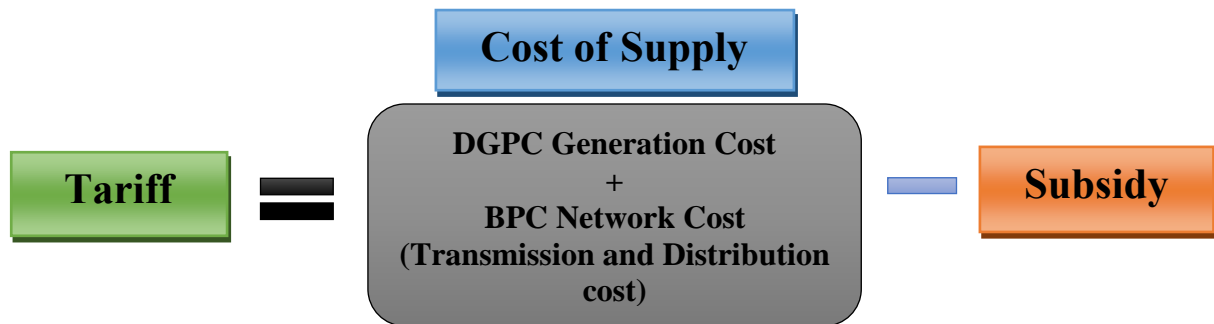 Cost of Supply
Tariff
DGPC Generation Cost
+
BPC Network Cost
(Transmission and Distribution
cost)
Subsidy